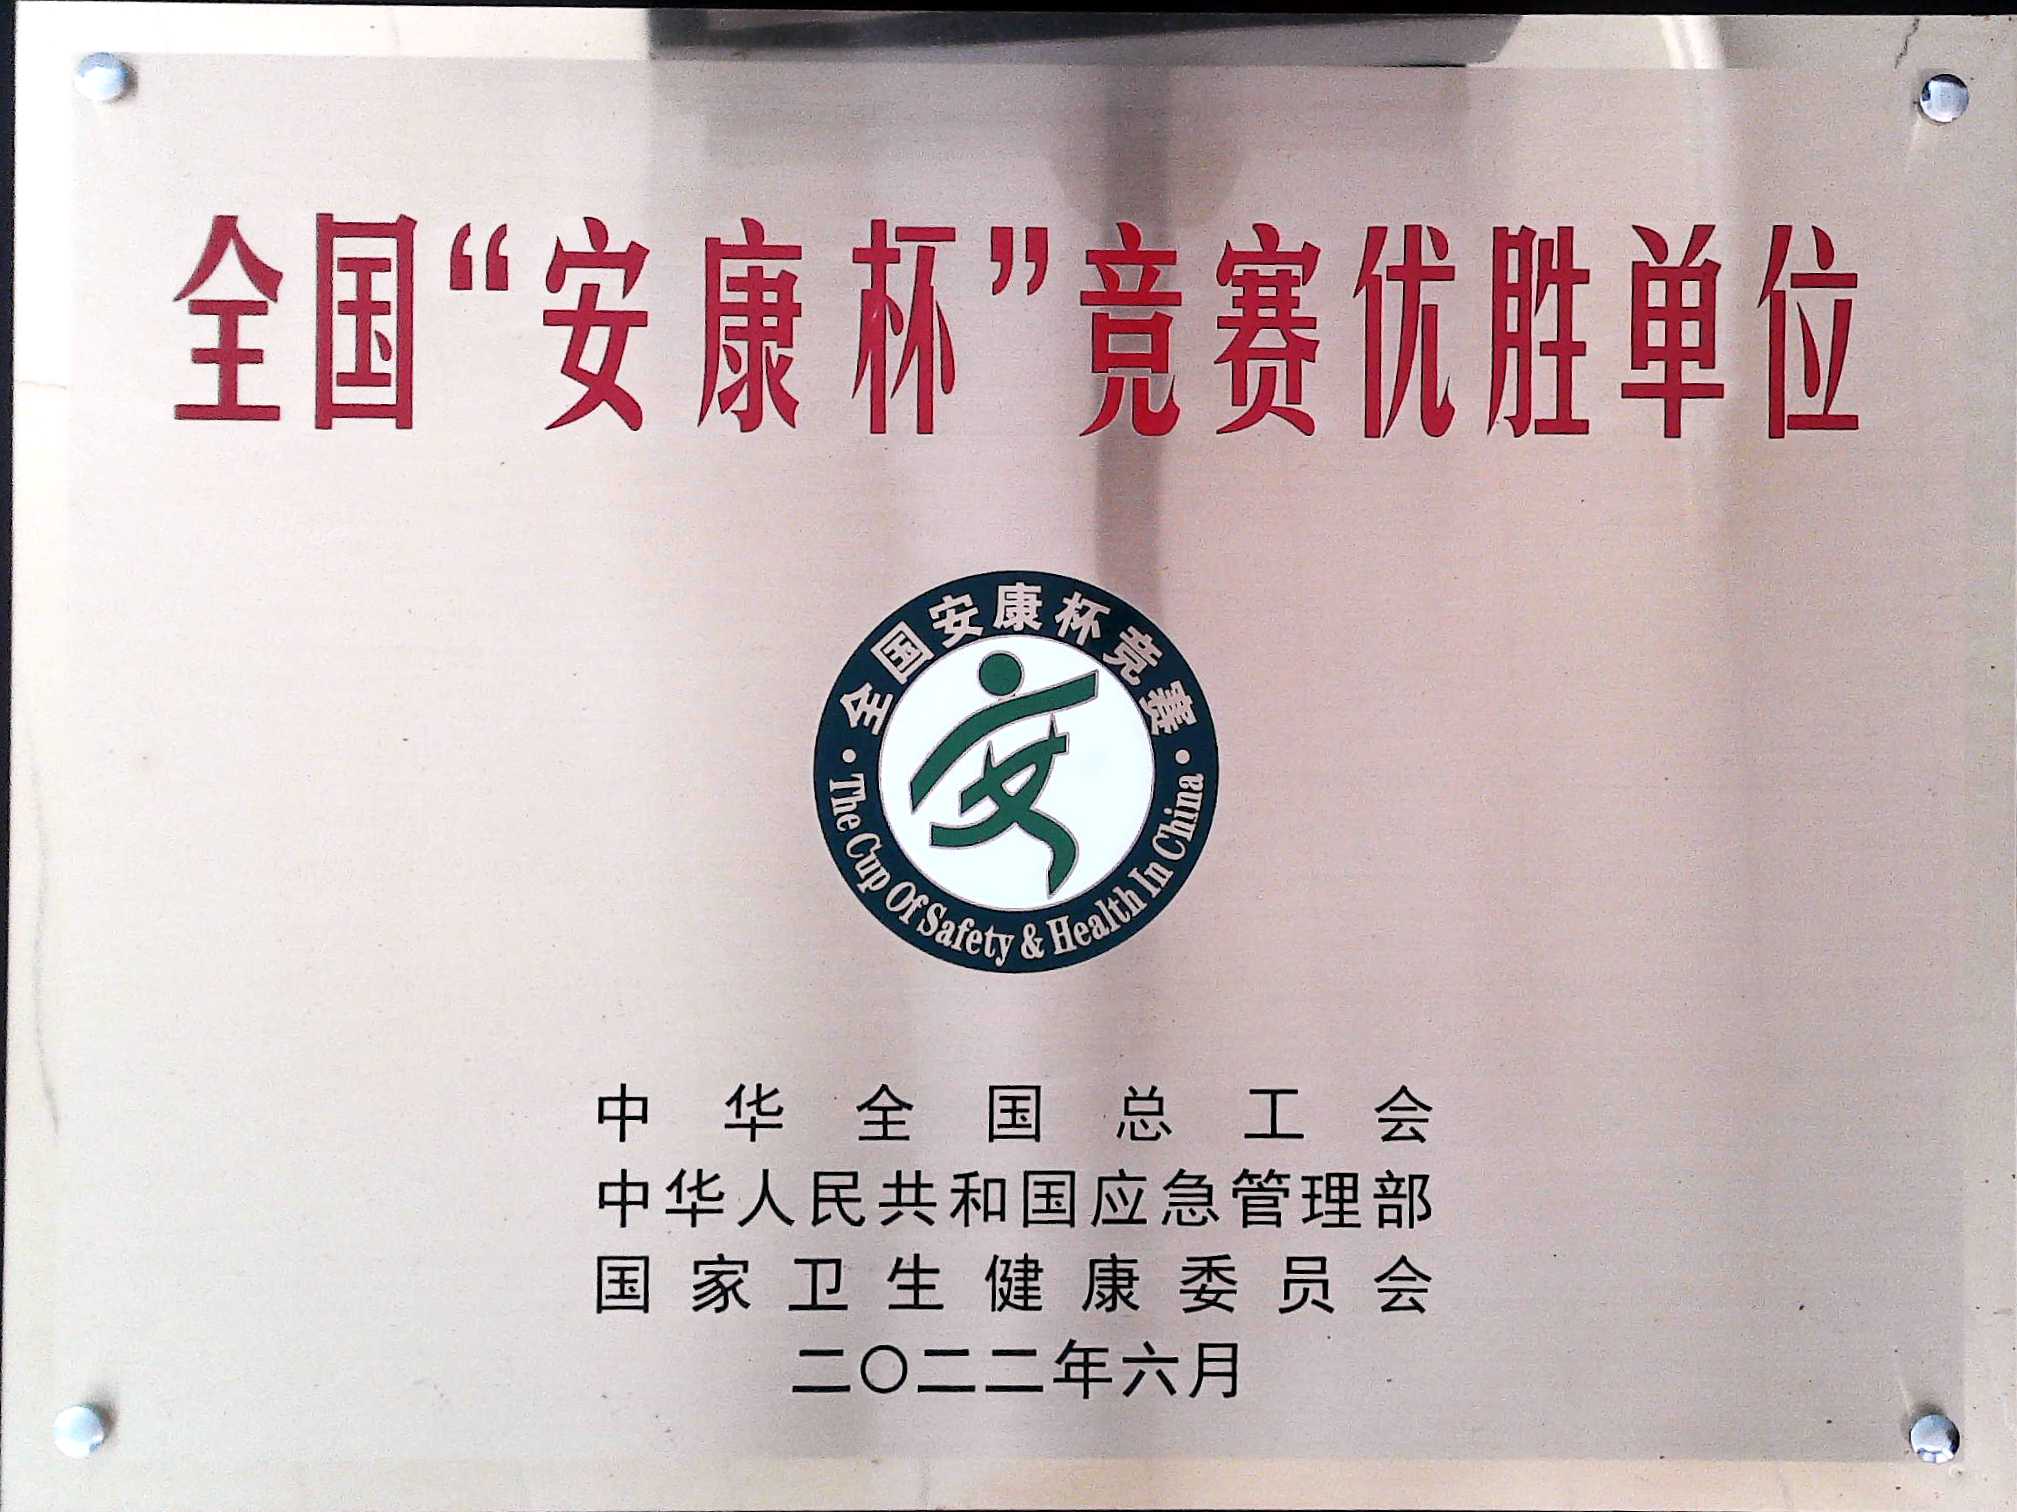 全国“安康杯”竞赛优胜单位
·全国安康杯竞赛·
The Cup Of Safety & Health In China
中华全国总工会
中华人民共和国应急管理部
国家卫生健康委员会
二〇二二年六月